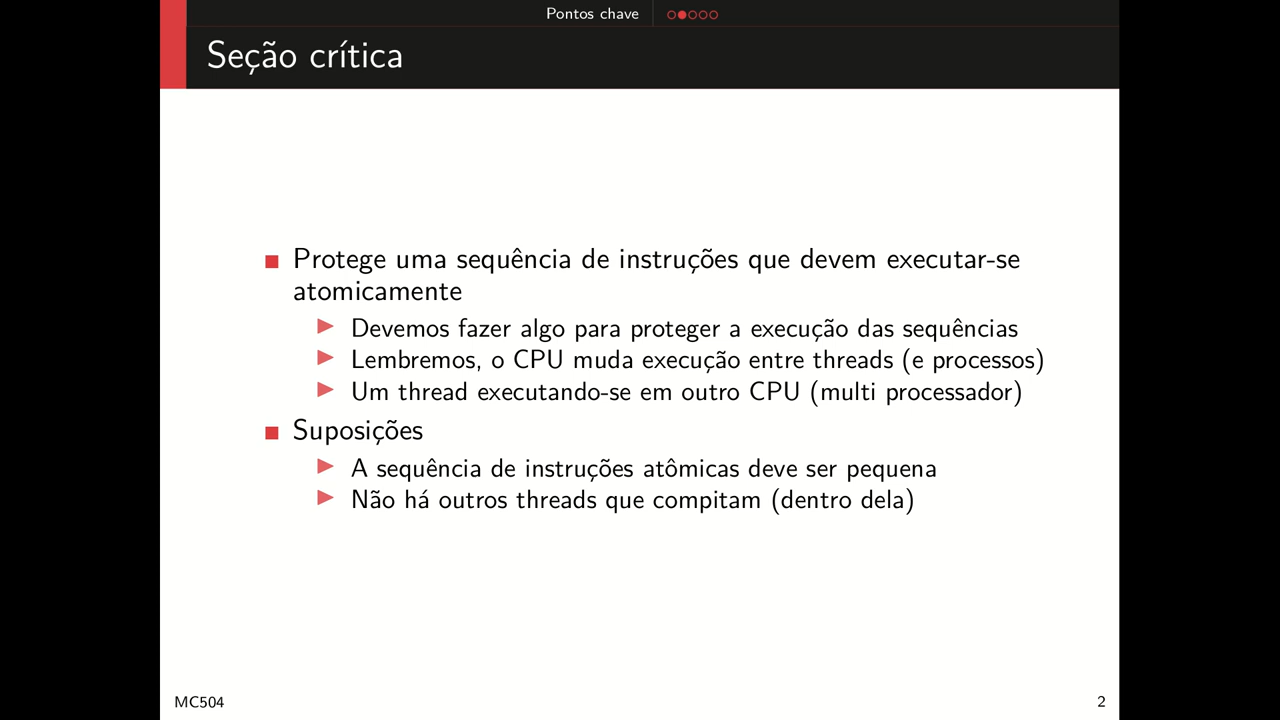 Pontos chave
Seção crítica
Protege uma sequência de instruções que devem executar-se
atomicamente
Devemos fazer algo para proteger a execução das sequências
Lembremos, o CPU muda execução entre threads (e processos)
Um thread executando-se em outro CPU (multi processador)
Suposições
A sequência de instruções atômicas deve ser pequena
Não há outros threads que compitam (dentro dela)
MC504
2